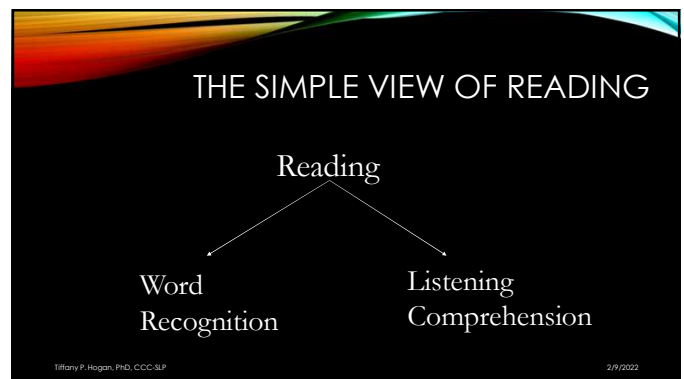 THE SIMPLE VIEW OF READING
Reading
Word
Recognition
Listening
Comprehension
Tiffany P. Hogan, PhD, CCC-SLP
2/9/2022